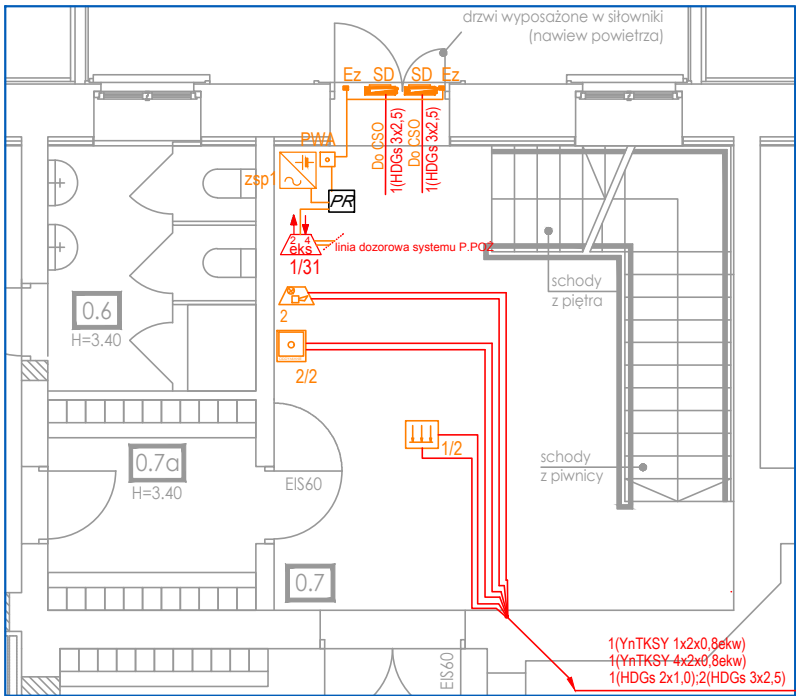 drzwi wyposażone w siłowniki
(nawiew powietrza)
Ez SD SD Ez
Do CSO
1(HDGs 3x2,5)
Do CSO
1(HDGs 3x2,5)
PWA
zsp1
PR
2 4
eks
linia dozorowa systemu P.POŻ
1/31
2
2/2
1/2
0.6
H=3.40
0.7a
H=3.40
EIS60
0.7
EIS60
schody
z piętra
schody
z piwnicy
1(YnTKSY 1x2x0,8ekw)
1(YnTKSY 4x2x0,8ekw)
1(HDGs 2x1,0);2(HDGs 3x2,5)